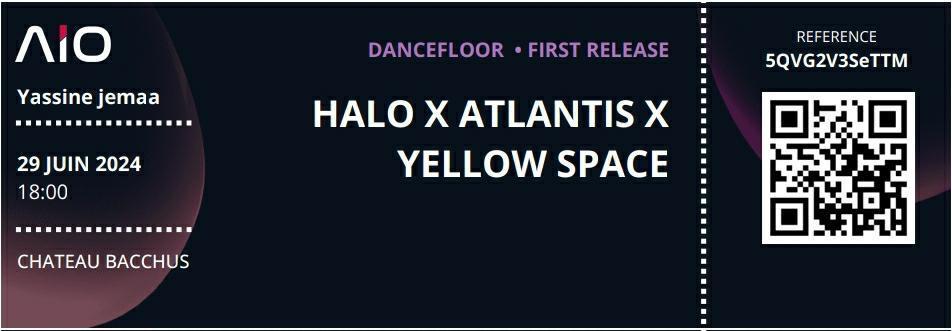 AIO
Yassine jemaa
29 JUIN 2024
18:00
CHATEAU BACCHUS
DANCEFLOOR • FIRST RELEASE
HALO X ATLANTIS X
YELLOW SPACE
REFERENCE
5QVG2V3SeTTM